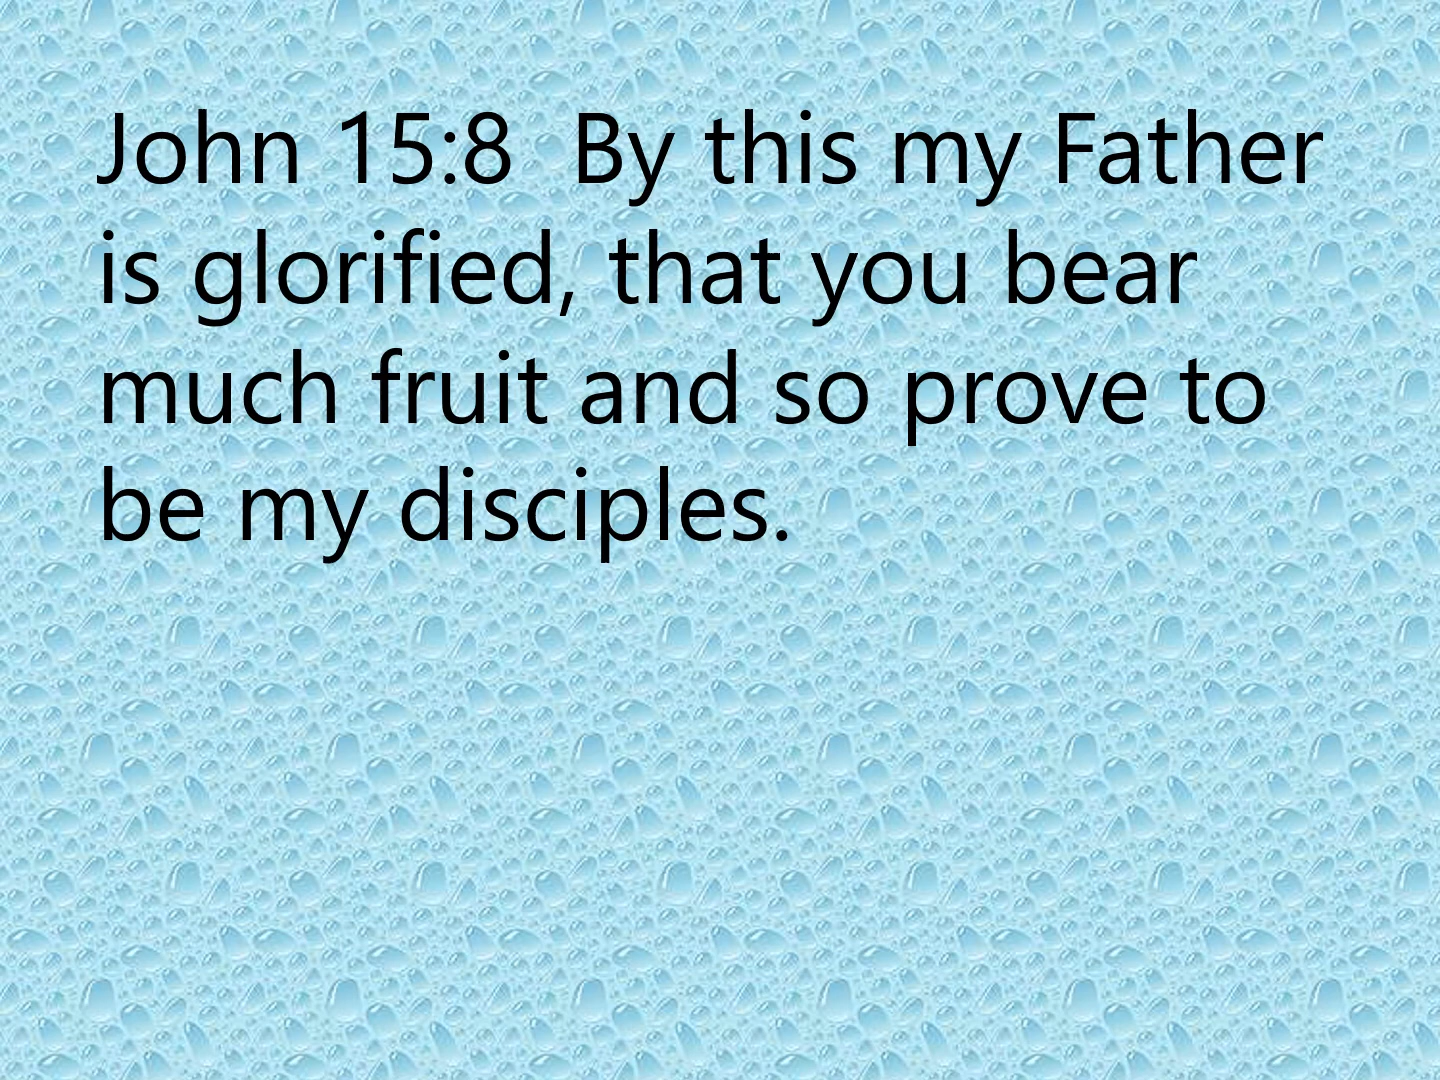 John 15:8  By this my Father
is glorified, that you bear
much fruit and so prove to
be my disciples.